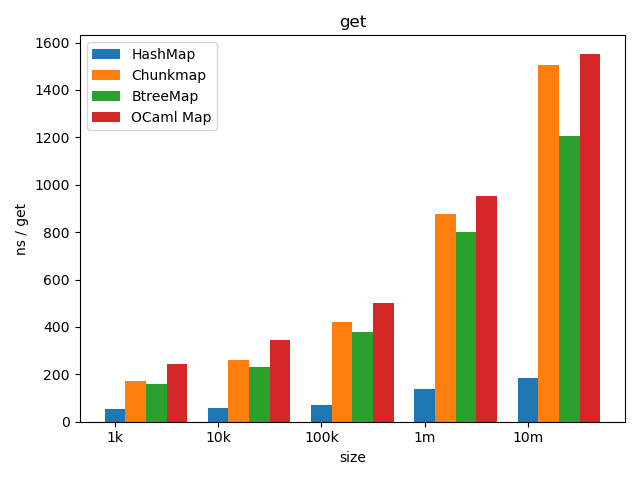 get
HashMap
Chunkmap
BtreeMap
OCaml Map
1600
1400
1200
1000
800
600
400
200
0
ns / get
1k
10k
100k
1m
10m
size